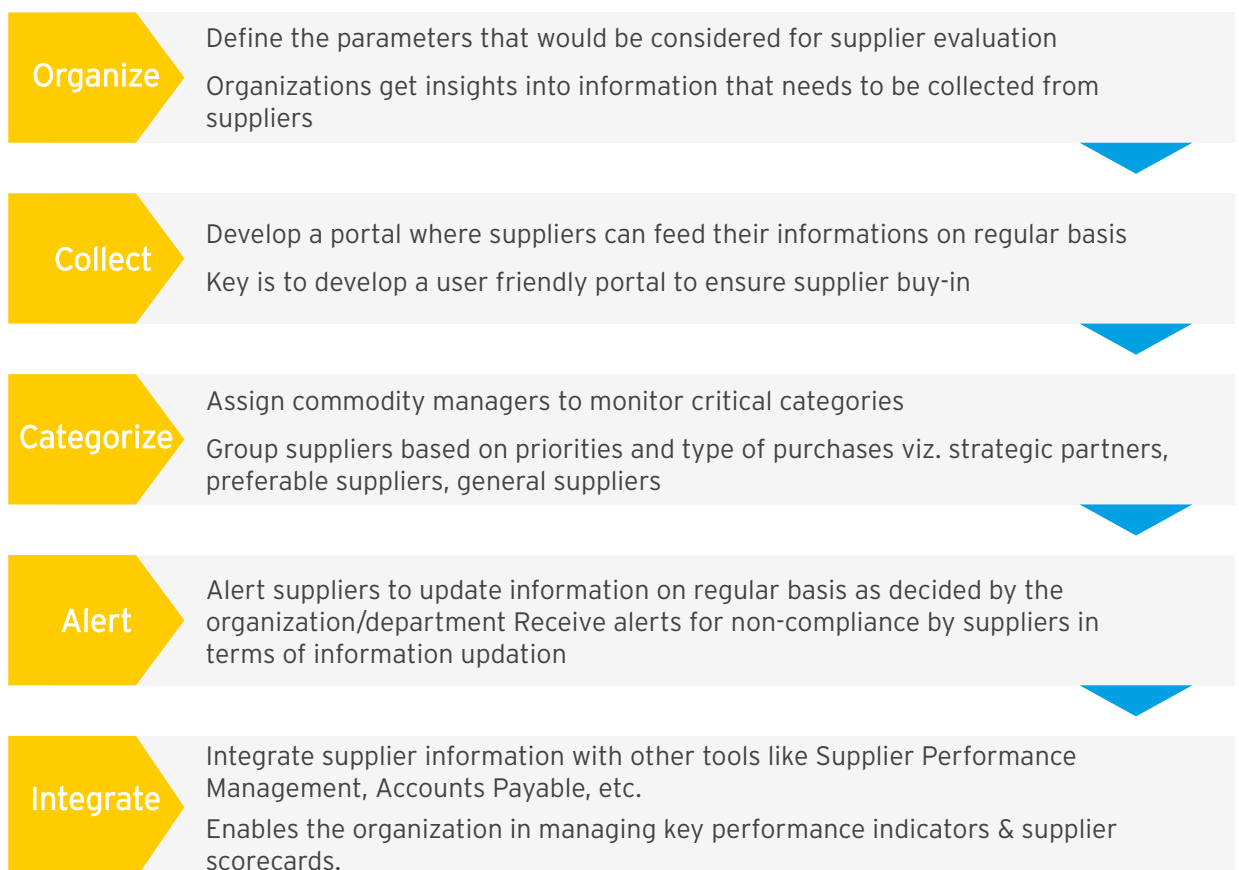 Organize
Define the parameters that would be considered for supplier evaluation
Organizations get insights into information that needs to be collected from
suppliers
Collect
Develop a portal where suppliers can feed their informations on regular basis
Key is to develop a user friendly portal to ensure supplier buy-in
Categorize
Assign commodity managers to monitor critical categories
Group suppliers based on priorities and type of purchases viz. strategic partners,
preferable suppliers, general suppliers
Alert
Alert suppliers to update information on regular basis as decided by the
organization/department Receive alerts for non-compliance by suppliers in
terms of information updation
Integrate
Integrate supplier information with other tools like Supplier Performance
Management, Accounts Payable, etc.
Enables the organization in managing key performance indicators & supplier
scorecards.